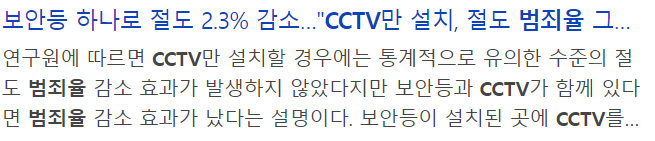 보안등 하나로 절도 2.3% 감소..."CCTV만 설치, 절도 범죄율 그...
연구원에 따르면 CCTV만 설치할 경우에는 통계적으로 유의한 수준의 절
도 범죄율 감소 효과가 발생하지 않았다지만 보안등과 CCTV가 함께 있다
면 범죄율 감소 효과가 났다는 설명이다. 보안등이 설치된 곳에 CCTV를...